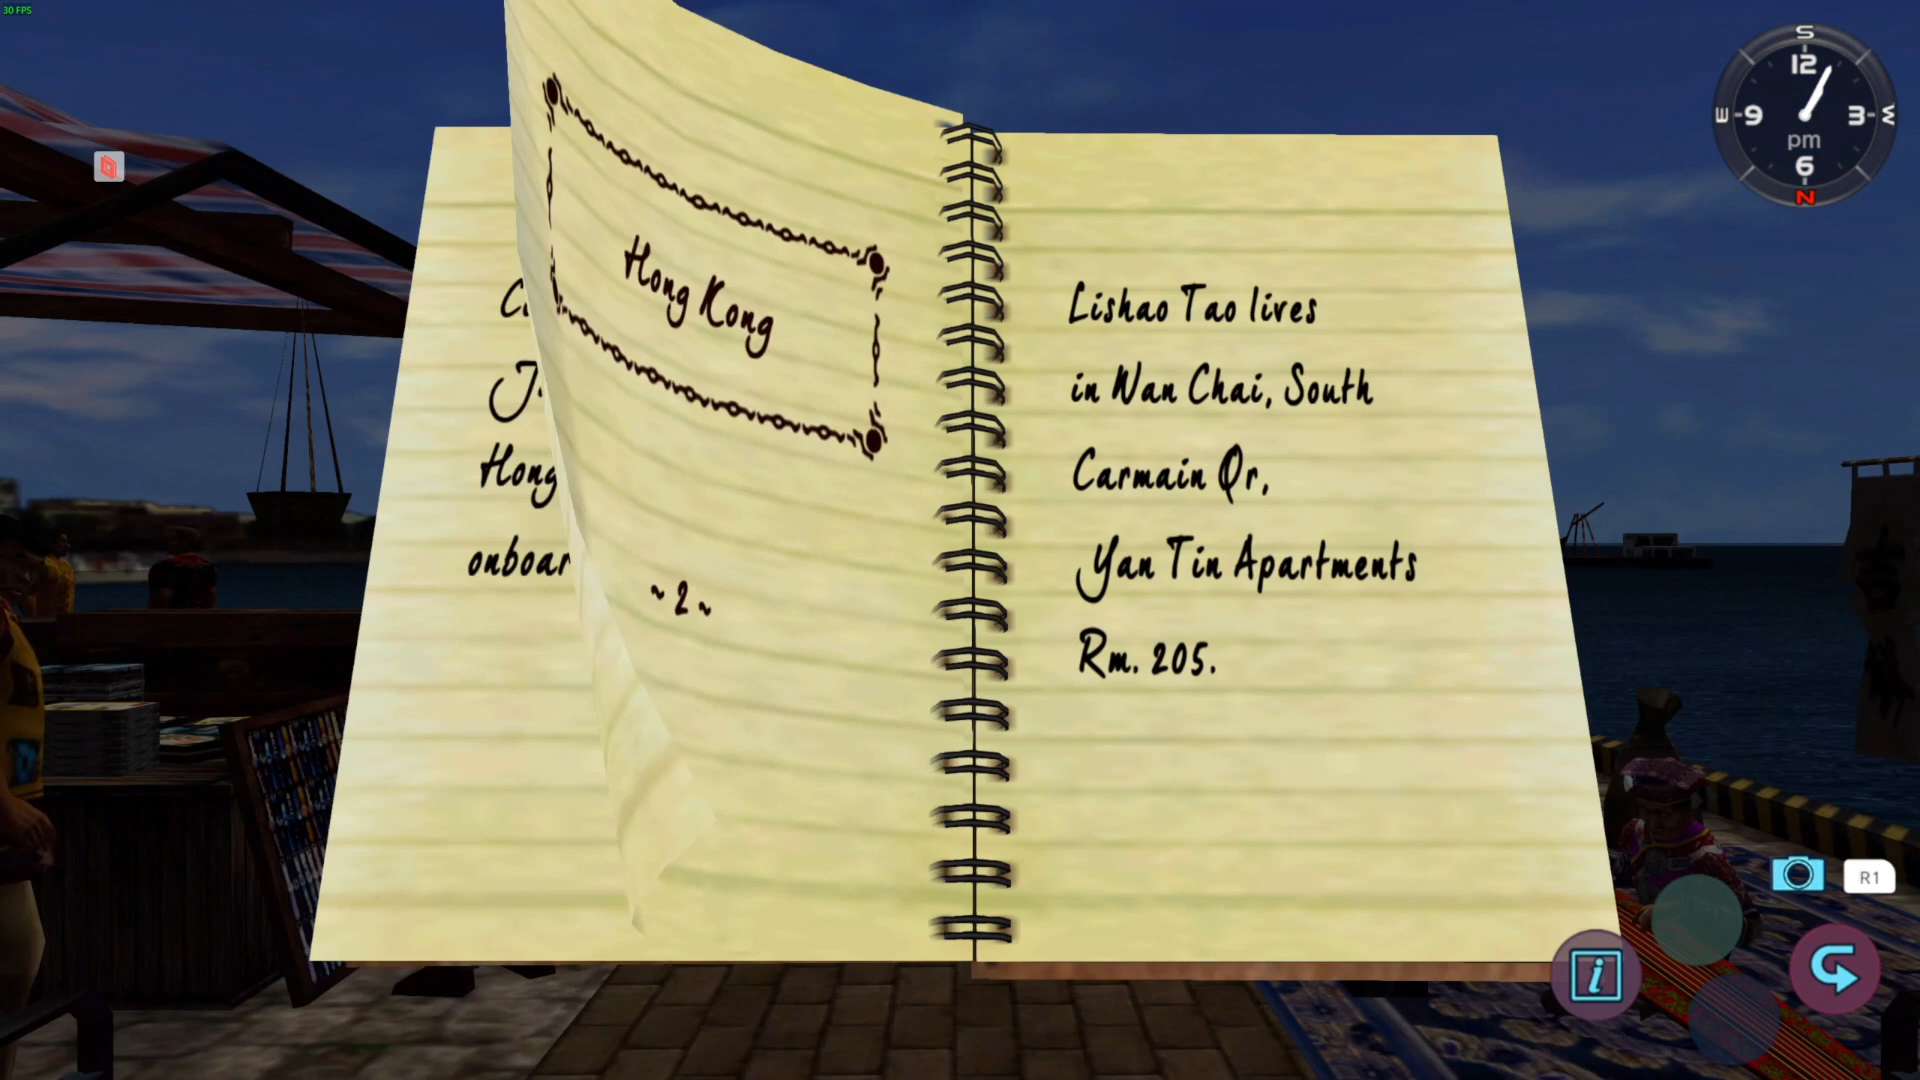 30 FPS
Hong Kong
~ 2 ~
Hong
Lishao Tao lives
in Wan Chai, South
Carmain Qr,
Yan Tin Apartments
Rm. 205.
S
12
E
9
3
W
pm
6
N
R1
i